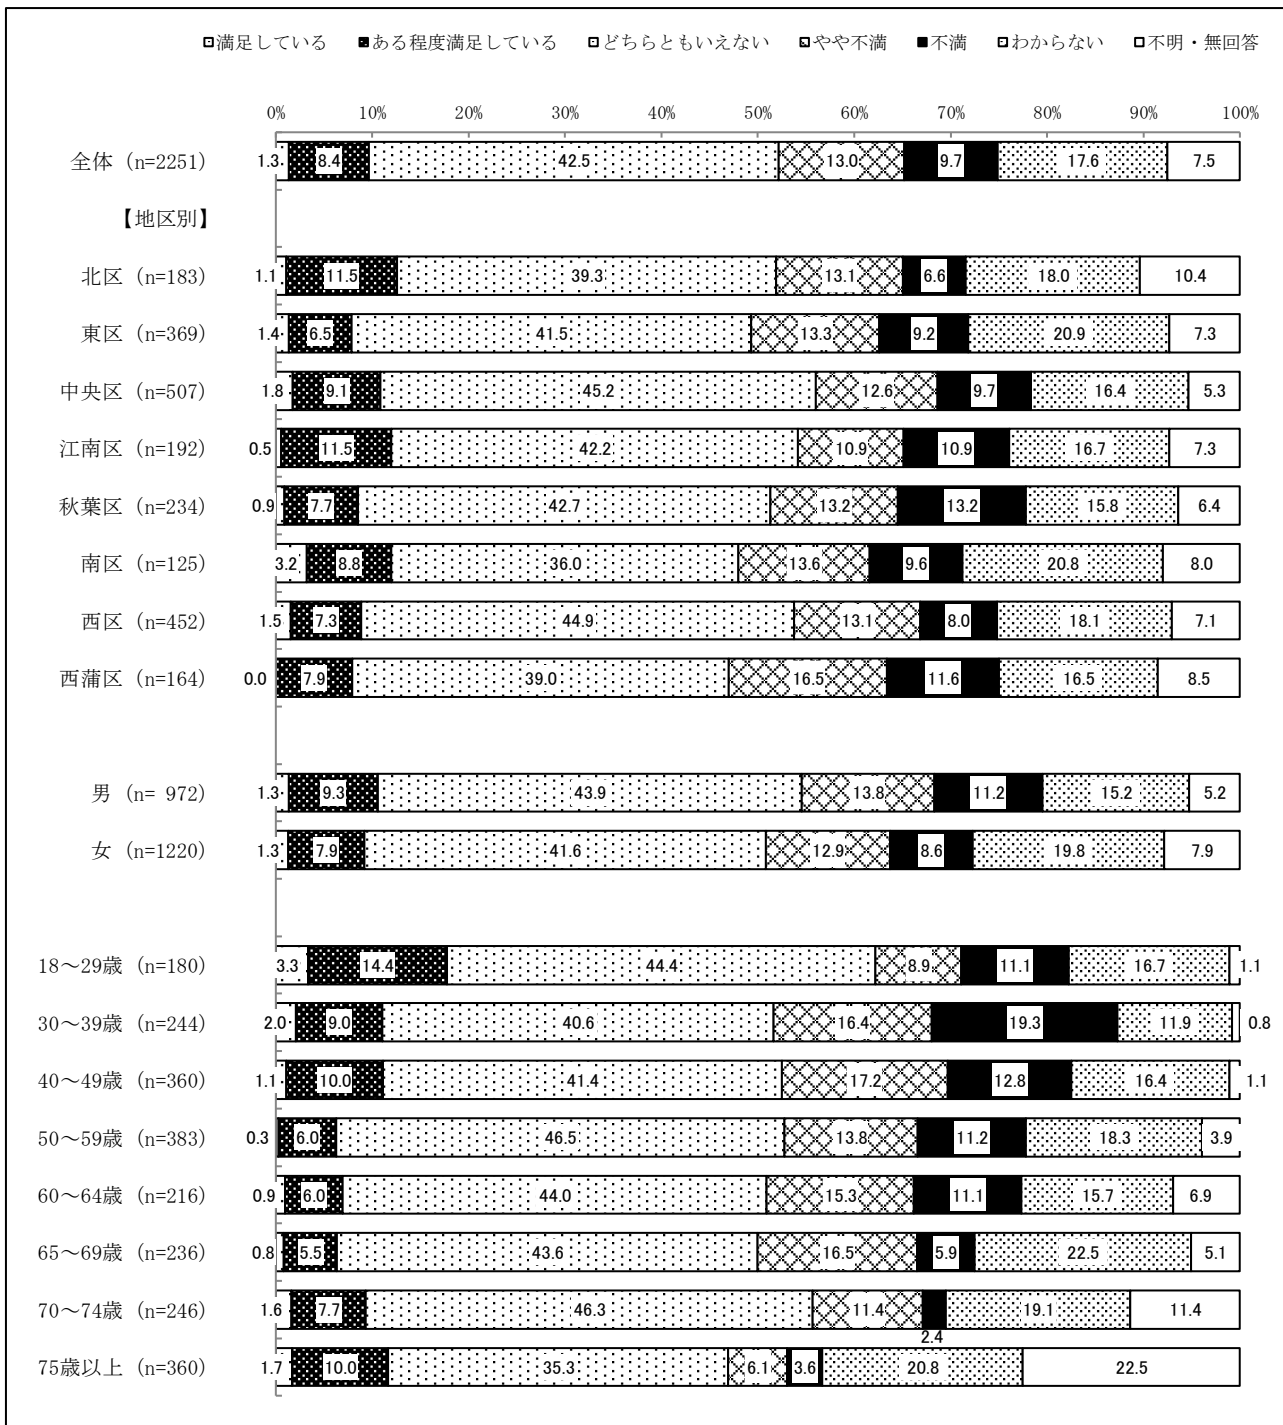 満足している ある程度満足している どちらともいえない やや不満 不満 わからない 不明・無回答
0% 10% 20% 30% 40% 50% 60% 70% 80% 90% 100%
全体 (n=2251) 1.3 8.4 42.5 13.0 9.7 17.6 7.5
【地区別】
北区 (n=183) 1.1 11.5 39.3 13.1 6.6 18.0 10.4
東区 (n=369) 1.4 6.5 41.5 13.3 9.2 20.9 7.3
中央区 (n=507) 1.8 9.1 45.2 12.6 9.7 16.4 5.3
江南区 (n=192) 0.5 11.5 42.2 10.9 10.9 16.7 7.3
秋葉区 (n=234) 0.9 7.7 42.7 13.2 13.2 15.8 6.4
南区 (n=125) 3.2 8.8 36.0 13.6 9.6 20.8 8.0
西区 (n=452) 1.5 7.3 44.9 13.1 8.0 18.1 7.1
西蒲区 (n=164) 0.0 7.9 39.0 16.5 11.6 16.5 8.5
男 (n= 972) 1.3 9.3 43.9 13.8 11.2 15.2 5.2
女 (n=1220) 1.3 7.9 41.6 12.9 8.6 19.8 7.9
18～29歳 (n=180) 3.3 14.4 44.4 8.9 11.1 16.7 1.1
30～39歳 (n=244) 2.0 9.0 40.6 16.4 19.3 11.9 0.8
40～49歳 (n=360) 1.1 10.0 41.4 17.2 12.8 16.4 1.1
50～59歳 (n=383) 0.3 6.0 46.5 13.8 11.2 18.3 3.9
60～64歳 (n=216) 0.9 6.0 44.0 15.3 11.1 15.7 6.9
65～69歳 (n=236) 0.8 5.5 43.6 16.5 5.9 22.5 5.1
70～74歳 (n=246) 1.6 7.7 46.3 11.4 2.4 19.1 11.4
75歳以上 (n=360) 1.7 10.0 35.3 6.1 3.6 20.8 22.5